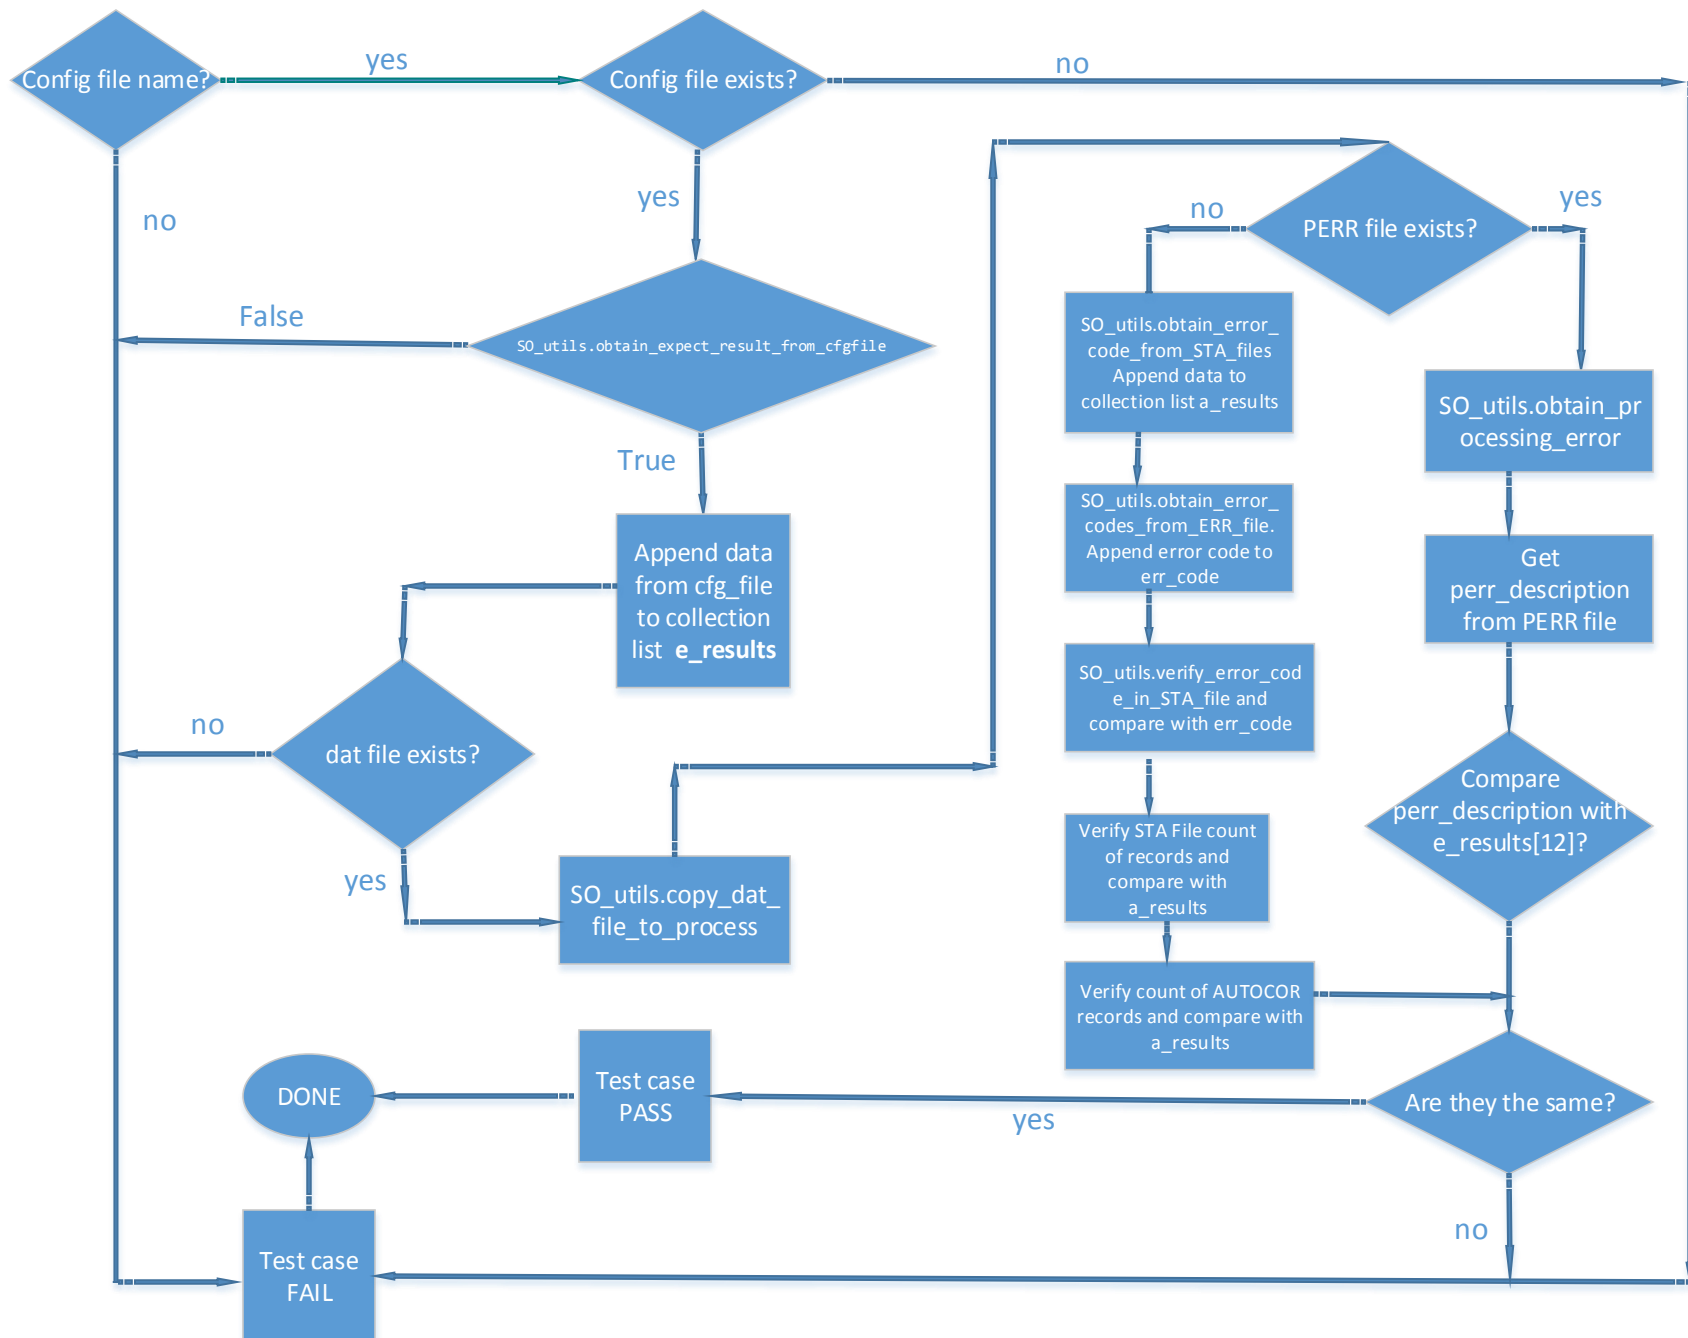 Config file name?
yes
Config file exists?
no
no
yes
False
SO_utils.obtain_expect_result_from_cfgfile
True
Append data
from cfg_file
to collection
list e_results
no
dat file exists?
yes
SO_utils.copy_dat_
file_to_process
PERR file exists?
no
yes
SO_utils.obtain_error_
code_from_STA_files
Append data to
collection list a_results
SO_utils.obtain_error_
codes_from_ERR_file.
Append error code to
err_code
SO_utils.verify_error_cod
e_in_STA_file and
compare with err_code
Verify STA File count
of records and
compare with
a_results
Verify count of AUTOCOR
records and compare with
a_results
SO_utils.obtain_pr
ocessing_error
Get
perr_description
from PERR file
Compare
perr_description with
e_results[12]?
Are they the same?
yes
no
Test case
PASS
DONE
Test case
FAIL